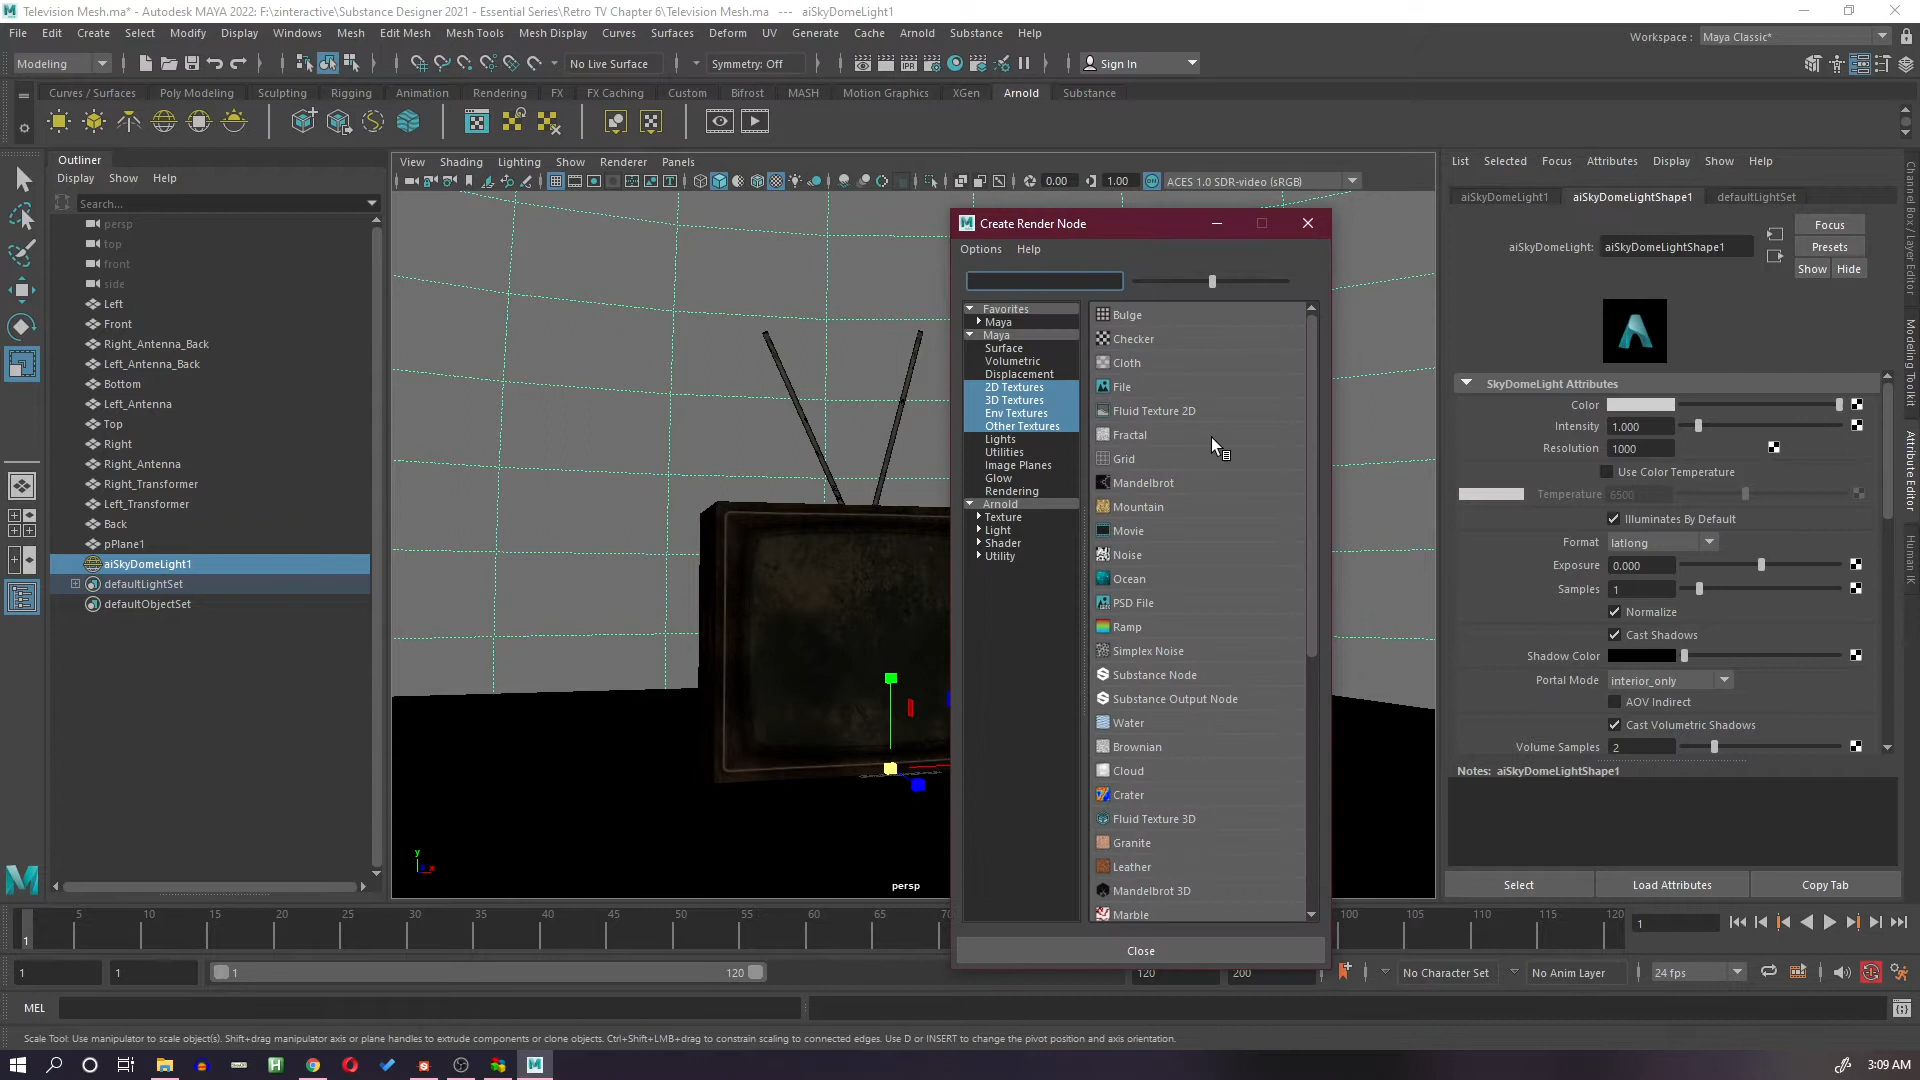 Television Mesh.ma* - Autodesk MAYA 2022: F:\zinteractive\Substance Designer 2021 - Essential Series\Retro TV Chapter 6\Television Mesh.ma --- aiSkyDomeLight1
File Edit Create Select Modify Display Windows Mesh Edit Mesh Mesh Tools Mesh Display Curves Surfaces Deform UV Generate Cache Arnold Substance Help
Workspace : Maya Classic*
Modeling No Live Surface Symmetry: Off Sign In
Curves / Surfaces Poly Modeling Sculpting Rigging Animation Rendering FX FX Caching Custom Bifrost MASH Motion Graphics XGen Arnold Substance
Outliner
Display Show Help
Search...
persp
top
front
side
Left
Front
Right_Antenna_Back
Left_Antenna_Back
Bottom
Left_Antenna
Top
Right
Right_Antenna
Right_Transformer
Left_Transformer
Back
pPlane1
aiSkyDomeLight1
defaultLightSet
defaultObjectSet
View Shading Lighting Show Renderer Panels
0.00 1.00 ACES 1.0 SDR-video (sRGB)
y
x
persp
Create Render Node
Options Help
Favorites
Maya
Maya
Surface
Volumetric
Displacement
2D Textures
3D Textures
Env Textures
Other Textures
Lights
Utilities
Image Planes
Glow
Rendering
Arnold
Texture
Light
Shader
Utility
Bulge
Checker
Cloth
File
Fluid Texture 2D
Fractal
Grid
Mandelbrot
Mountain
Movie
Noise
Ocean
PSD File
Ramp
Simplex Noise
Substance Node
Substance Output Node
Water
Brownian
Cloud
Crater
Fluid Texture 3D
Granite
Leather
Mandelbrot 3D
Marble
Close
List Selected Focus Attributes Display Show Help
aiSkyDomeLight1 aiSkyDomeLightShape1 defaultLightSet
aiSkyDomeLight: aiSkyDomeLightShape1
Focus
Presets
Show Hide
SkyDomeLight Attributes
Color
Intensity 1.000
Resolution 1000
Use Color Temperature
Temperature 6500
Illuminates By Default
Format latlong
Exposure 0.000
Samples 1
Normalize
Cast Shadows
Shadow Color
Portal Mode interior_only
AOV Indirect
Cast Volumetric Shadows
Volume Samples 2
Notes: aiSkyDomeLightShape1
Select Load Attributes Copy Tab
Channel Box / Layer Editor
Modeling Toolkit
Attribute Editor
Human IK
5 10 15 20 25 30 35 40 45 50 55 60 65 100 105 110 115 120
1 1
1 1 1 120 120 200 No Character Set No Anim Layer 24 fps
MEL
Scale Tool: Use manipulator to scale object(s). Shift+drag manipulator axis or plane handles to extrude components or clone objects. Ctrl+Shift+LMB+drag to constrain scaling to connected edges. Use D or INSERT to change the pivot position and axis orientation.
3:09 AM